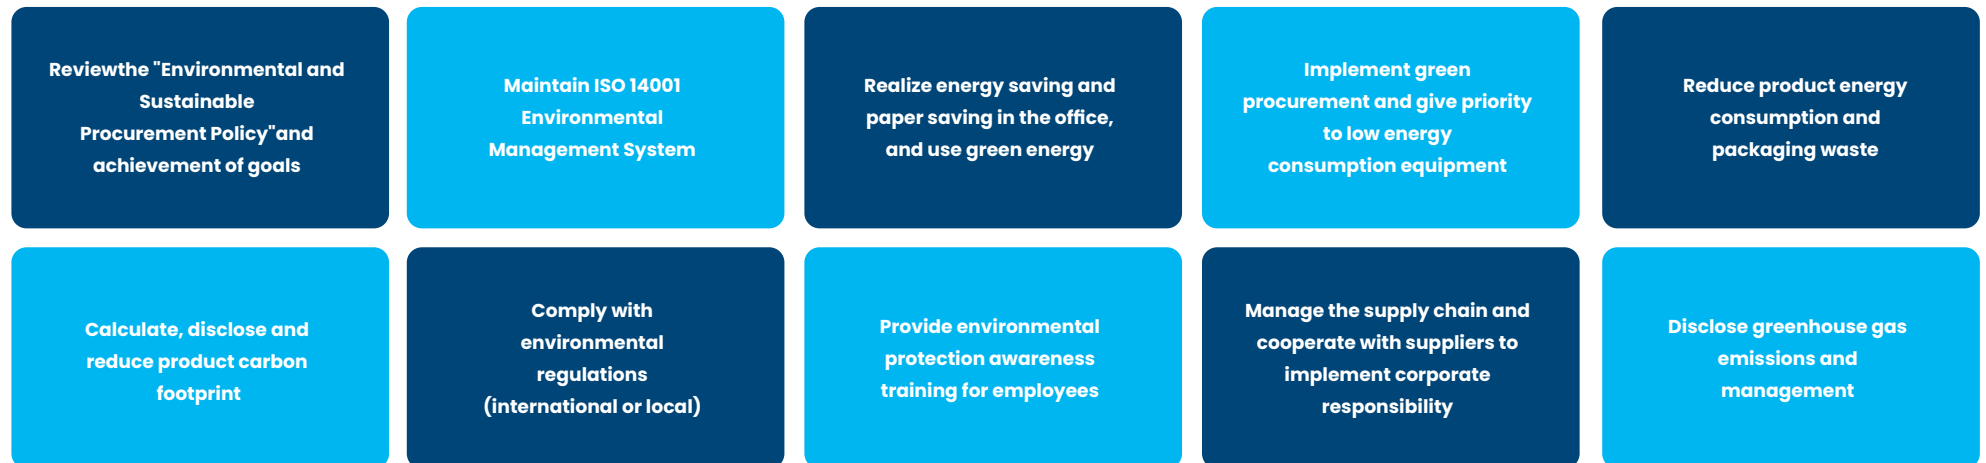 Reviewthe "Environmental and
Sustainable
Procurement Policy"and
achievement of goals
Maintain ISO 14001
Environmental
Management System
Realize energy saving and
paper saving in the office,
and use green energy
Implement green
procurement and give priority
to low energy
consumption equipment
Reduce product energy
consumption and
packaging waste
Calculate, disclose and
reduce product carbon
footprint
Comply with
environmental
regulations
(international or local)
Provide environmental
protection awareness
training for employees
Manage the supply chain and
cooperate with suppliers to
implement corporate
responsibility
Disclose greenhouse gas
emissions and
management